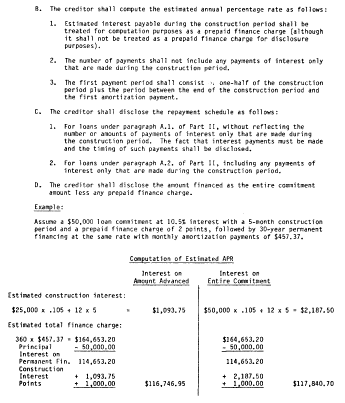 B. The creditor shall compute the estimated annual percentage rate as follows:
1. Estimated interest payable during the construction period shall be
treated for computation purposes as a prepaid finance charge (although
it shall not be treated as a prepaid finance charge for disclosure
purposes).
2. The number of payments shall not include any payments of interest only
that are made during the construction period.
3. The first payment period shall consist one-half of the construction
period plus the period between the end of the construction period and
the first amortization payment.
C. The creditor shall disclose the repayment schedule as follows:
1. For loans under paragraph A.1. of Part II, without reflecting the
number or amounts of payments of interest only that are made during
the construction period. The fact that interest payments must be made
and the timing of such payments shall be disclosed.
2. For loans under paragraph A.2. of Part II, including any payments of
interest only that are made during the construction period.
D. The creditor shall disclose the amount financed as the entire commitment
amount less any prepaid finance charge.
Example:
Assume a $50,000 loan commitment at 10.5% interest with a 5-month construction
period and a prepaid finance charge of 2 points, followed by 30-year permanent
financing at the same rate with monthly amortization payments of $457.37.
Computation of Estimated APR
Interest on Interest on
Amount Advanced Entire Commitment
Estimated construction interest:
$25,000 x .105 ÷ 12 x 5 = $1,093.75 $50,000 x .105 ÷ 12 x 5 = $2,187.50
Estimated total finance charge:
360 x $457.37 = $164,653.20 $164,653.20
Principal - 50,000.00 - 50,000.00
Interest on
Permanent Fin. 114,653.20 114,653.20
Construction
Interest + 1,093.75 + 2,187.50
Points + 1,000.00 $116,746.95 + 1,000.00 $117,840.70